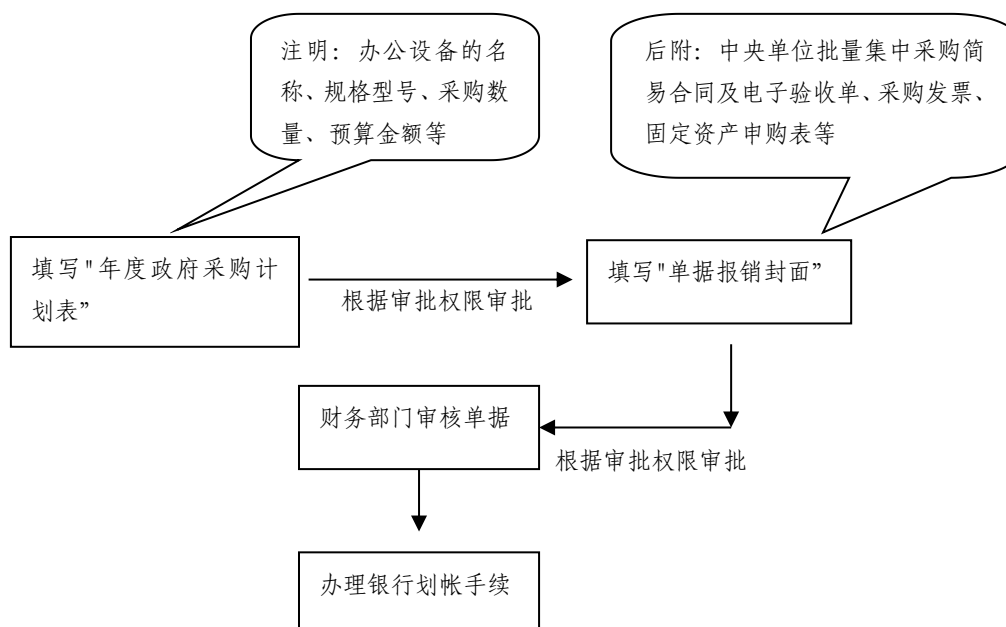 注明：办公设备的名
称、规格型号、采购数
量、预算金额等
后附：中央单位批量集中采购简
易合同及电子验收单、采购发票、
固定资产申购表等
填写"年度政府采购计
划表”
根据审批权限审批
填写"单据报销封面”
财务部门审核单据
根据审批权限审批
办理银行划帐手续